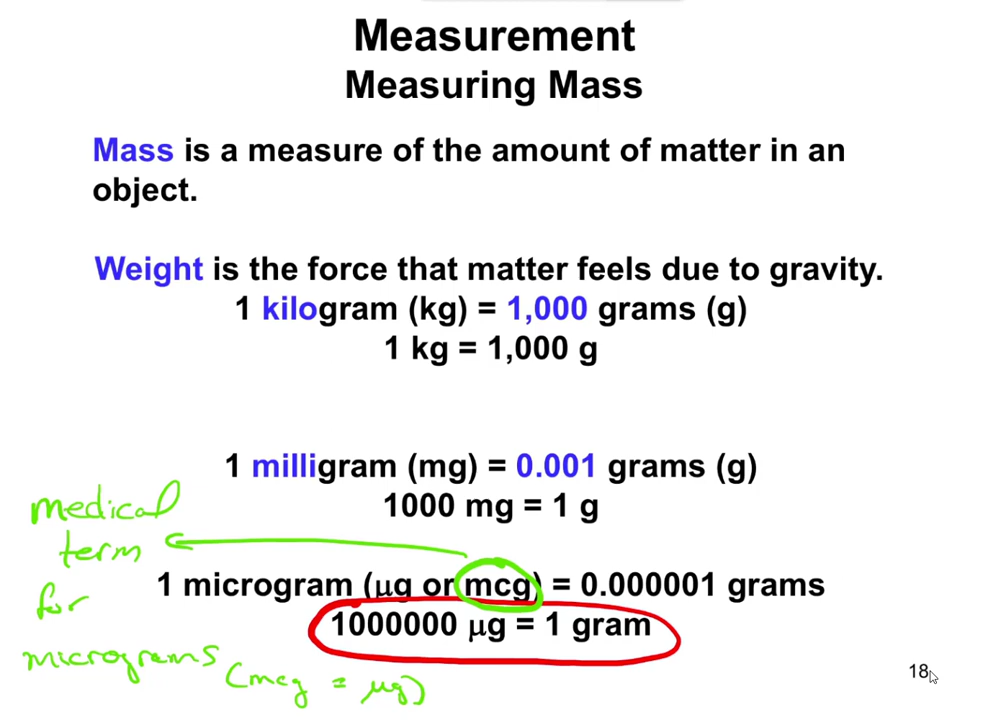 Measurement
Measuring Mass
Mass is a measure of the amount of matter in an
object.
Weight is the force that matter feels due to gravity.
1 kilogram (kg) = 1,000 grams (g)
1 kg = 1,000 g
1 milligram (mg) = 0.001 grams (g)
1000 mg = 1 g
1 microgram (μg or mcg) = 0.000001 grams
1000000 μg = 1 gram
medical
term
for
micrograms
(mcg = μg)
18